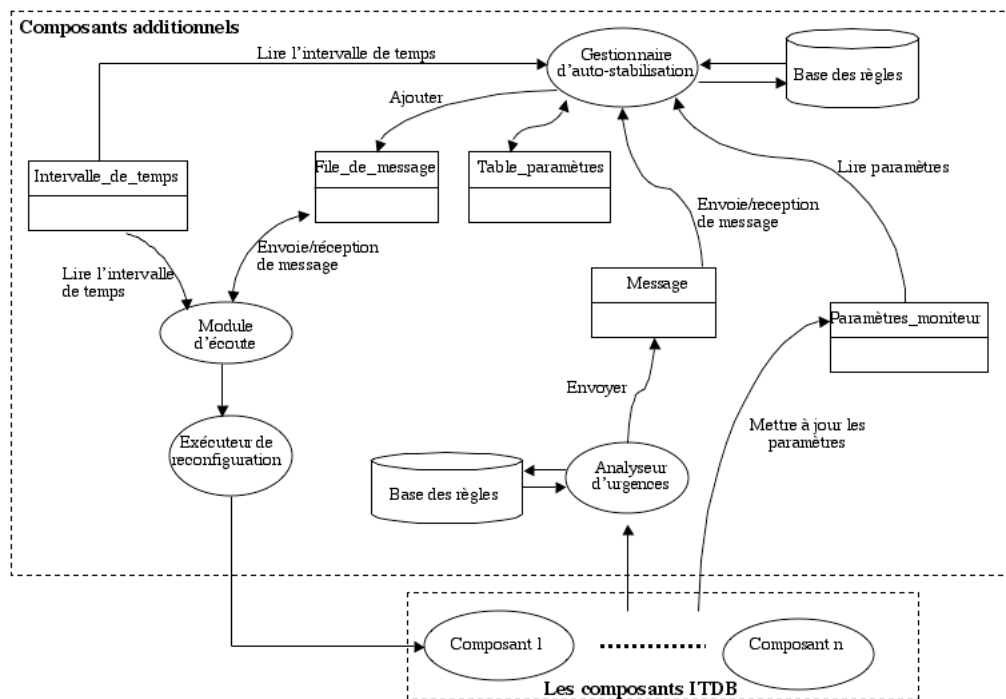 Composants additionnels
Lire l'intervalle de temps
Gestionnaire
d'auto-stabilisation
Base des règles
Ajouter
Intervalle_de_temps
File_de_message
Table_paramètres
Lire paramètres
Envoie/reception
de message
Envoie/réception
de message
Lire l'intervalle
de temps
Message
Paramètres_moniteur
Module
d'écoute
Envoyer
Mettre à jour les
paramètres
Exécuteur de
reconfiguration
Base des règles
Analyseur
d'urgences
Composant 1
Composant n
Les composants ITDB